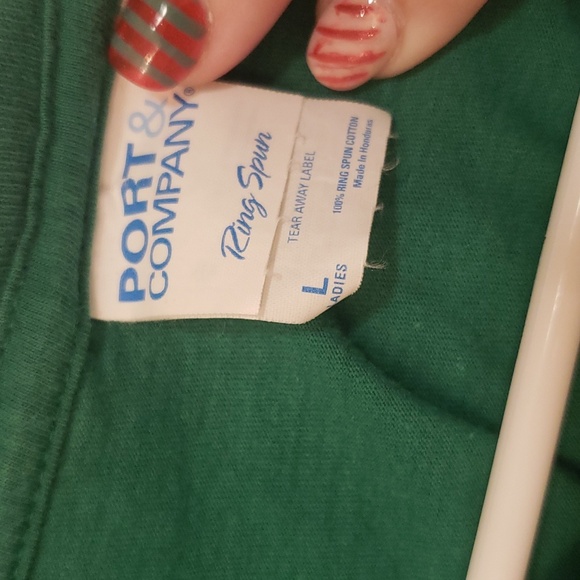 PORT &
COMPANY®
Ring Spun
TEAR AWAY LABEL
L
LADIES
100% RING SPUN COTTON
Made In Honduras